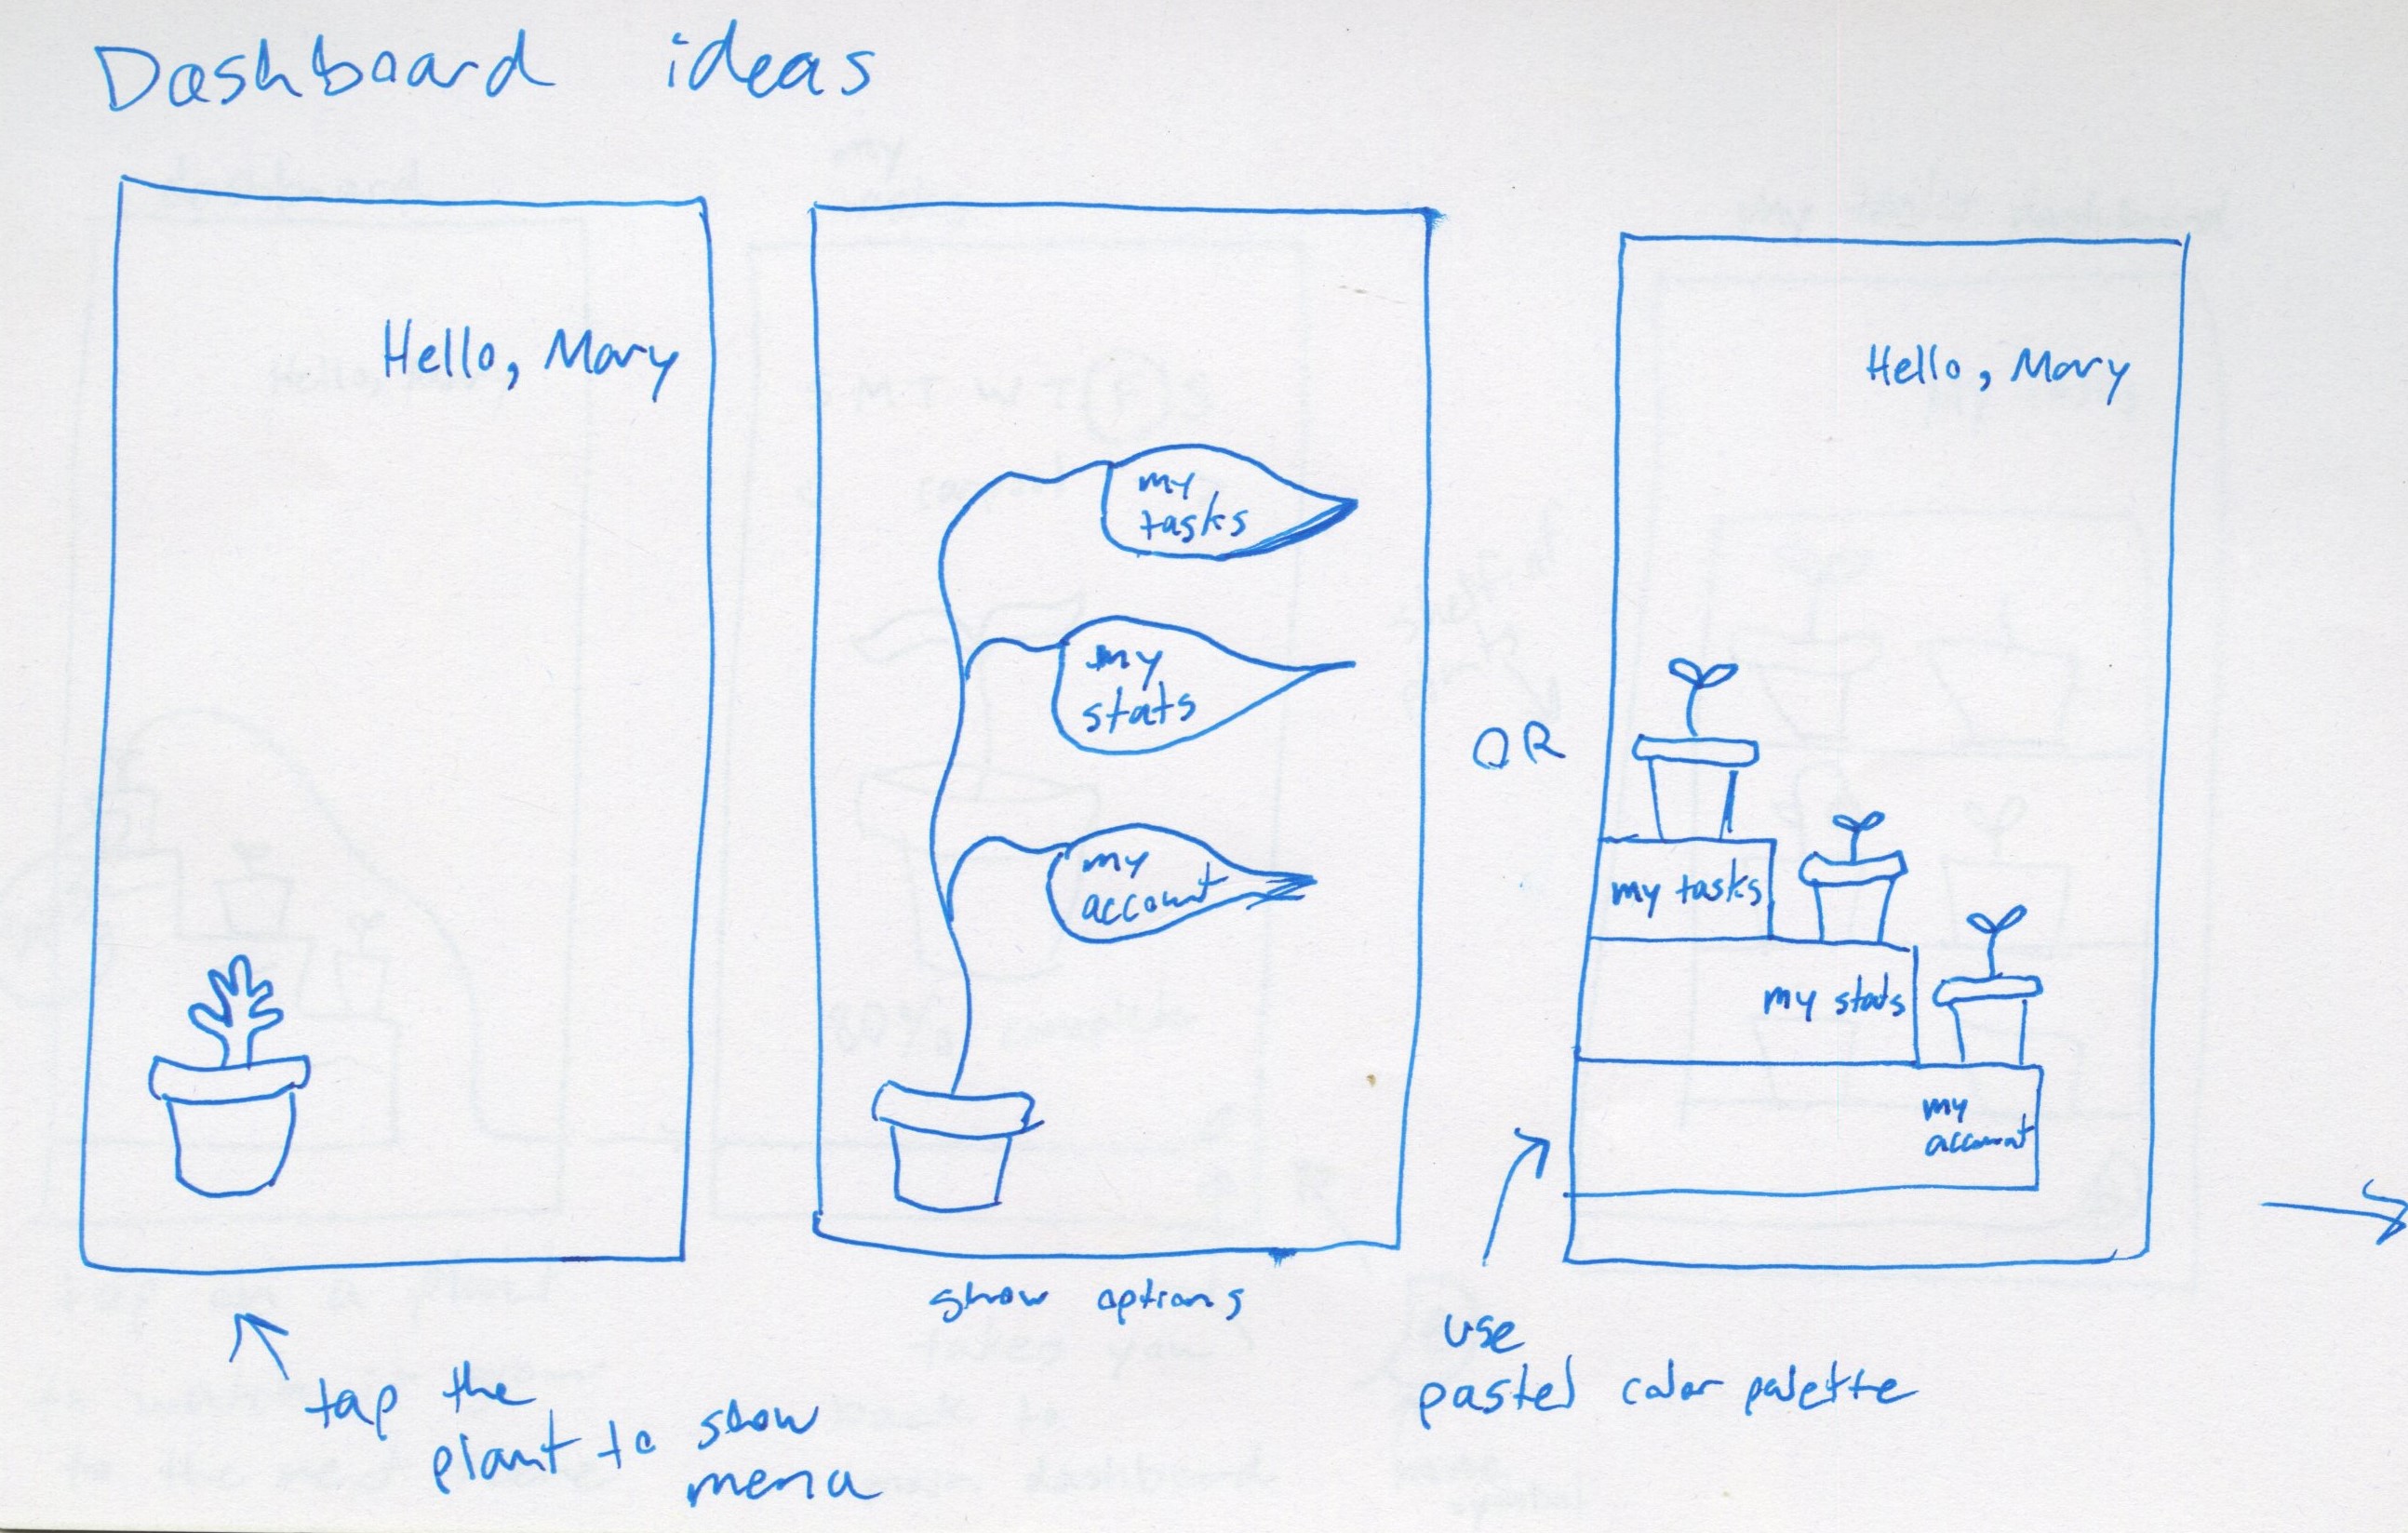 Dashboard ideas
Hello, Mary
tap the
plant to show
menu
my
tasks
my
stats
my
account
show options
OR
Hello, Mary
my tasks
my stats
my
account
use
pastel color palette